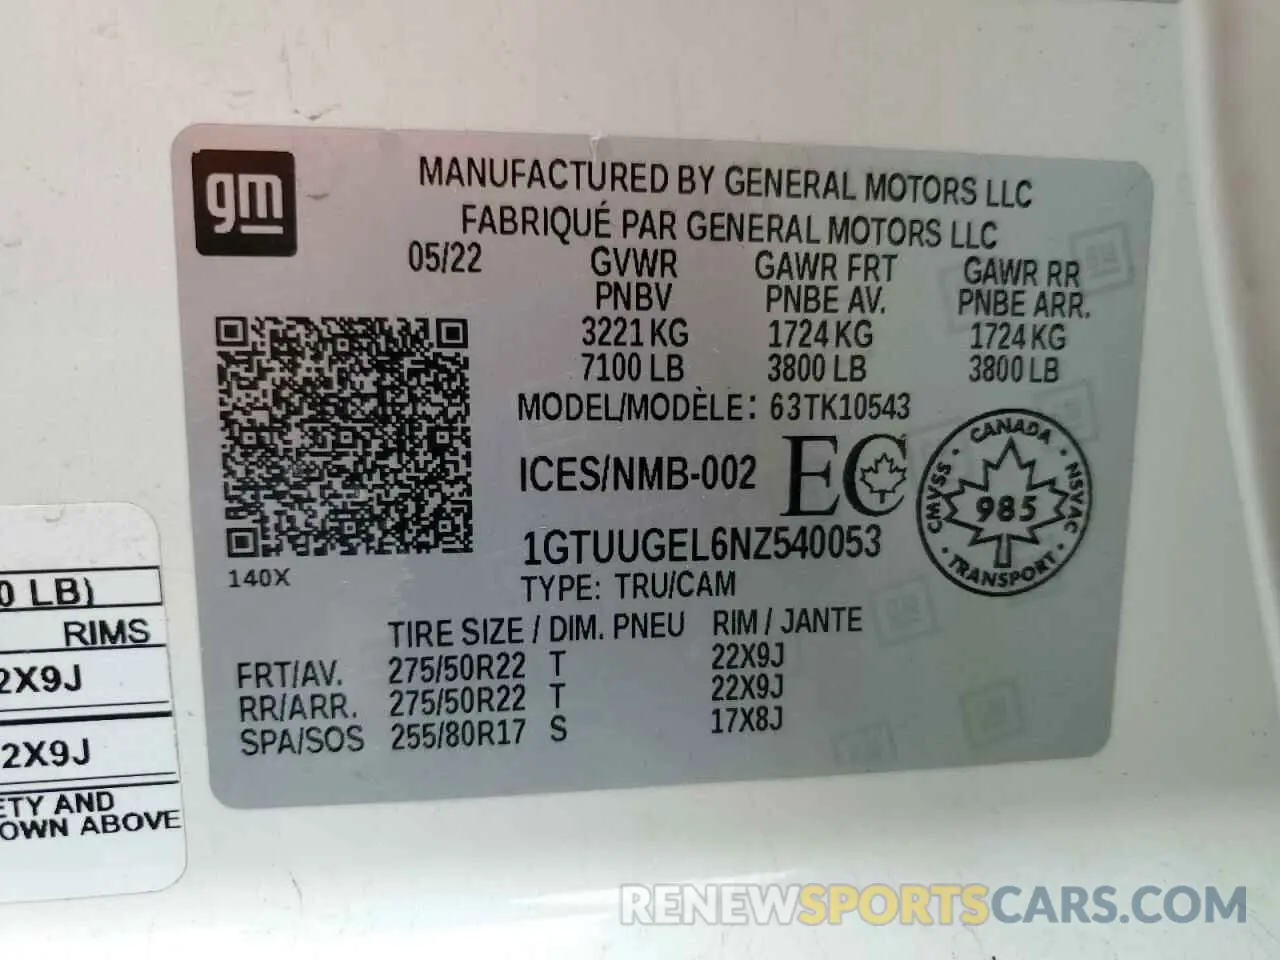 gm
MANUFACTURED BY GENERAL MOTORS LLC
FABRIQUÉ PAR GENERAL MOTORS LLC
05/22 GVWR GAWR FRT GAWR RR
PNBV PNBE AV. PNBE ARR.
3221 KG 1724 KG 1724 KG
7100 LB 3800 LB 3800 LB
MODEL/MODÈLE: 63TK10543
ICES/NMB-002 EC
CANADA
CMVSS 985 NSVAC
TRANSPORT
1GTUUGEL6NZ540053
140X
TYPE: TRU/CAM
TIRE SIZE / DIM. PNEU RIM / JANTE
FRT/AV. 275/50R22 T 22X9J
RR/ARR. 275/50R22 T 22X9J
SPA/SOS 255/80R17 S 17X8J
0 LB)
RIMS
2X9J
2X9J
ETY AND
OWN ABOVE
RENEWSPORTSCARS.COM